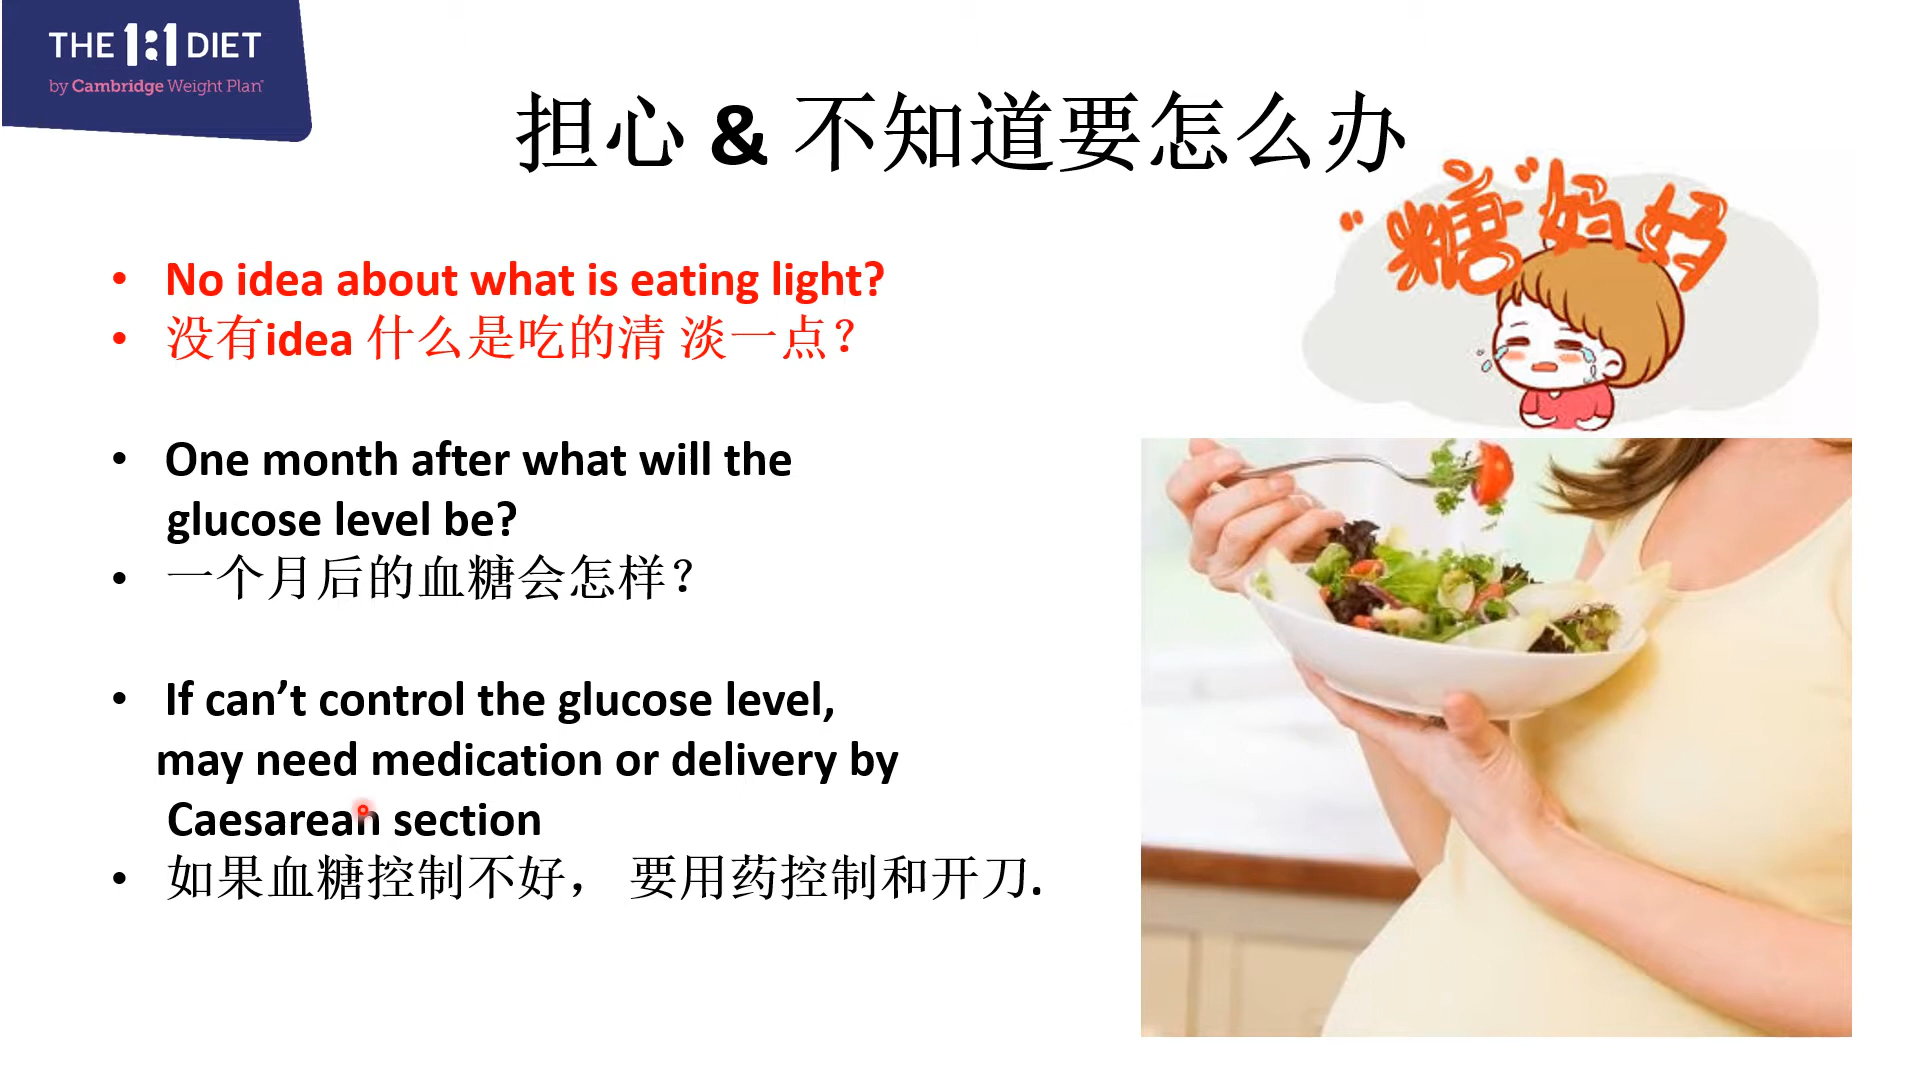 THE 1:1 DIET
by Cambridge Weight Plan
担心 & 不知道要怎么办
"糖"妈妈
• No idea about what is eating light?
• 没有idea 什么是吃的清 淡一点？
• One month after what will the
glucose level be?
• 一个月后的血糖会怎样？
• If can’t control the glucose level,
may need medication or delivery by
Caesarean section
• 如果血糖控制不好， 要用药控制和开刀.